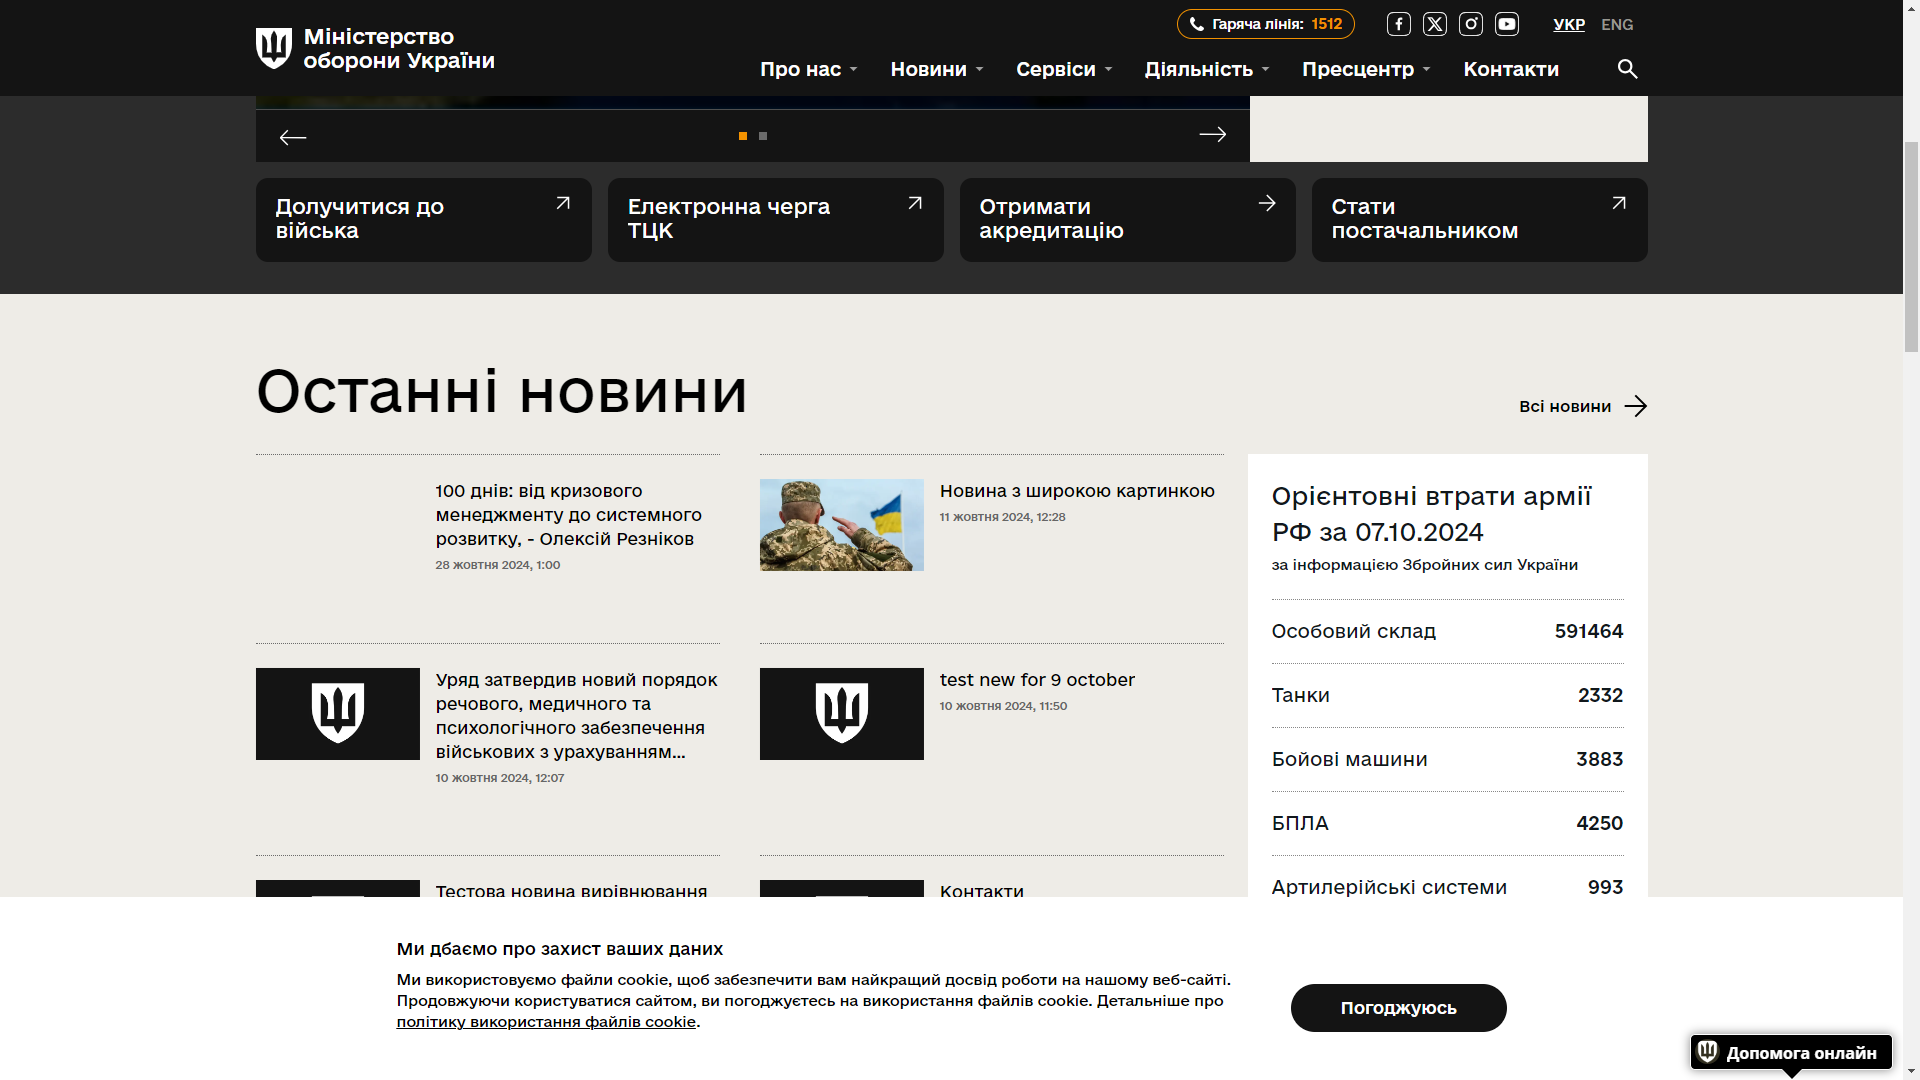 Міністерство
оборони України
Гаряча лінія: 1512
УКР ENG
Про нас
Новини
Сервіси
Діяльність
Пресцентр
Контакти
Долучитися до
війська
Електронна черга
ТЦК
Отримати
акредитацію
Стати
постачальником
Останні новини
Всі новини
100 днів: від кризового
менеджменту до системного
розвитку, - Олексій Резніков
28 жовтня 2024, 1:00
Новина з широкою картинкою
11 жовтня 2024, 12:28
Уряд затвердив новий порядок
речового, медичного та
психологічного забезпечення
військових з урахуванням...
10 жовтня 2024, 12:07
test new for 9 october
10 жовтня 2024, 11:50
Тестова новина вирівнювання
Контакти
Орієнтовні втрати армії
РФ за 07.10.2024
за інформацією Збройних сил України
Особовий склад 591464
Танки 2332
Бойові машини 3883
БПЛА 4250
Артилерійські системи 993
Ми дбаємо про захист ваших даних
Ми використовуємо файли cookie, щоб забезпечити вам найкращий досвід роботи на нашому веб-сайті.
Продовжуючи користуватися сайтом, ви погоджуєтесь на використання файлів cookie. Детальніше про
політику використання файлів cookie.
Погоджуюсь
Допомога онлайн